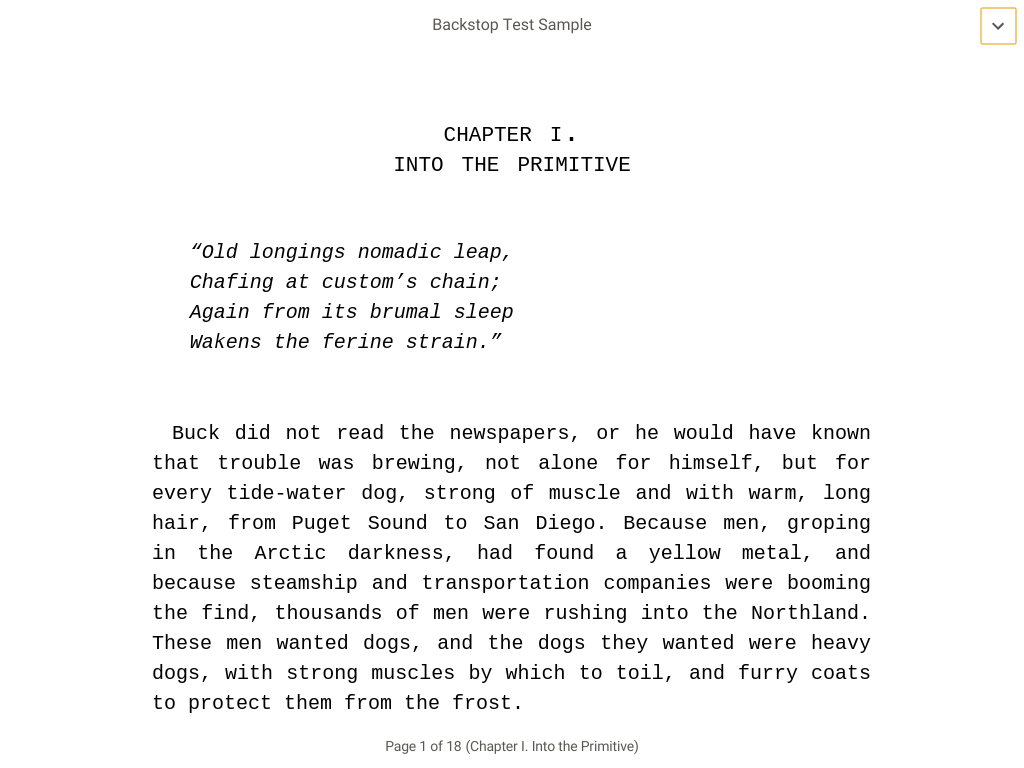 Backstop Test Sample
CHAPTER I.
INTO THE PRIMITIVE
“Old longings nomadic leap,
Chafing at custom’s chain;
Again from its brumal sleep
Wakens the ferine strain.”
Buck did not read the newspapers, or he would have known
that trouble was brewing, not alone for himself, but for
every tide-water dog, strong of muscle and with warm, long
hair, from Puget Sound to San Diego. Because men, groping
in the Arctic darkness, had found a yellow metal, and
because steamship and transportation companies were booming
the find, thousands of men were rushing into the Northland.
These men wanted dogs, and the dogs they wanted were heavy
dogs, with strong muscles by which to toil, and furry coats
to protect them from the frost.
Page 1 of 18 (Chapter I. Into the Primitive)